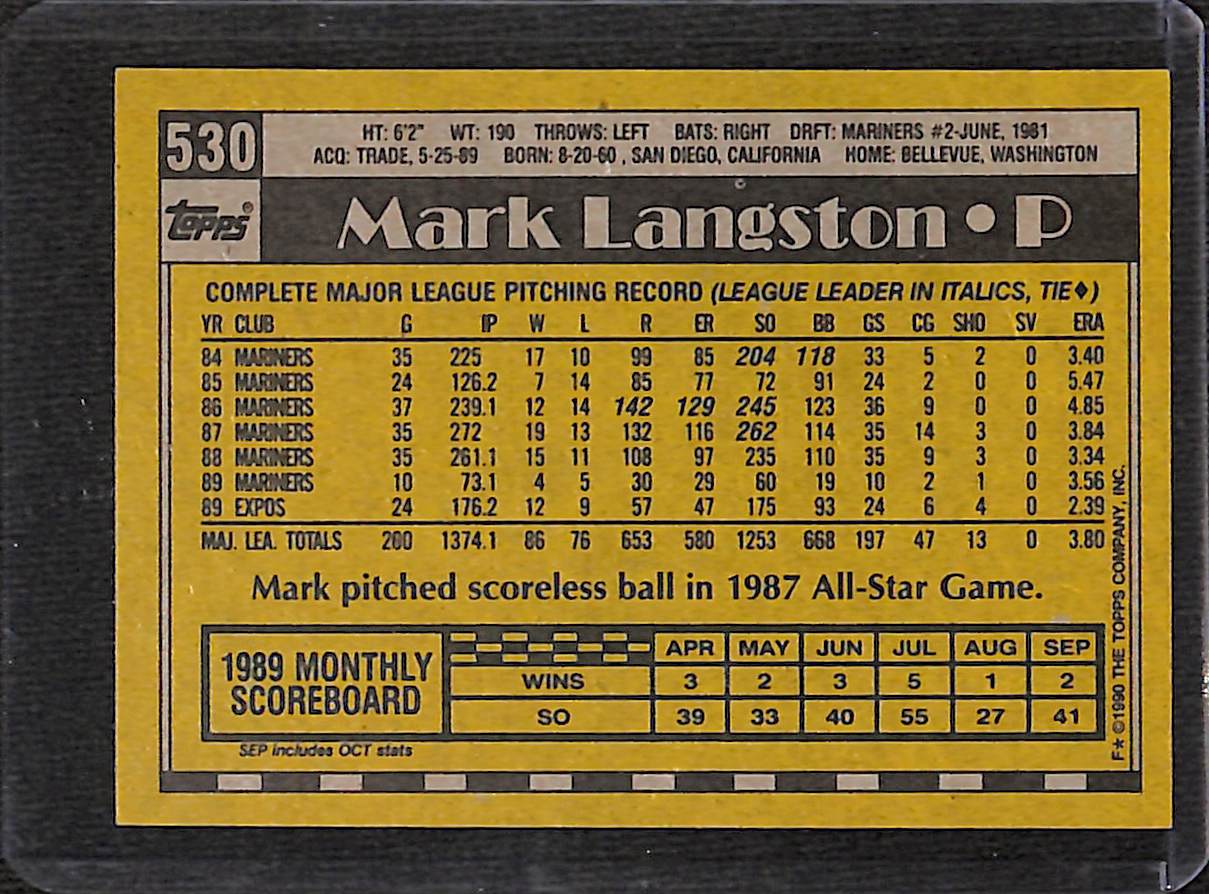 530
HT: 6'2" WT: 190 THROWS: LEFT BATS: RIGHT DRFT: MARINERS #2-JUNE, 1981
ACQ: TRADE, 5-25-89 BORN: 8-20-60, SAN DIEGO, CALIFORNIA HOME: BELLEVUE, WASHINGTON
topps®
Mark Langston • P
COMPLETE MAJOR LEAGUE PITCHING RECORD (LEAGUE LEADER IN ITALICS, TIE♦)
YR CLUB G IP W L R ER SO BB GS CG SHO SV ERA
84 MARINERS 35 225 17 10 99 85 204 118 33 5 2 0 3.40
85 MARINERS 24 126.2 7 14 85 77 72 91 24 2 0 0 5.47
86 MARINERS 37 239.1 12 14 142 129 245 123 36 9 0 0 4.85
87 MARINERS 35 272 19 13 132 116 262 114 35 14 3 0 3.84
88 MARINERS 35 261.1 15 11 108 97 235 110 35 9 3 0 3.34
89 MARINERS 10 73.1 4 5 30 29 60 19 10 2 1 0 3.56
89 EXPOS 24 176.2 12 9 57 47 175 93 24 6 4 0 2.39
MAJ. LEA. TOTALS 200 1374.1 86 76 653 580 1253 668 197 47 13 0 3.80
Mark pitched scoreless ball in 1987 All-Star Game.
1989 MONTHLY
SCOREBOARD
APR MAY JUN JUL AUG SEP
WINS 3 2 3 5 1 2
SO 39 33 40 55 27 41
SEP includes OCT stats
F★ ©1990 THE TOPPS COMPANY, INC.